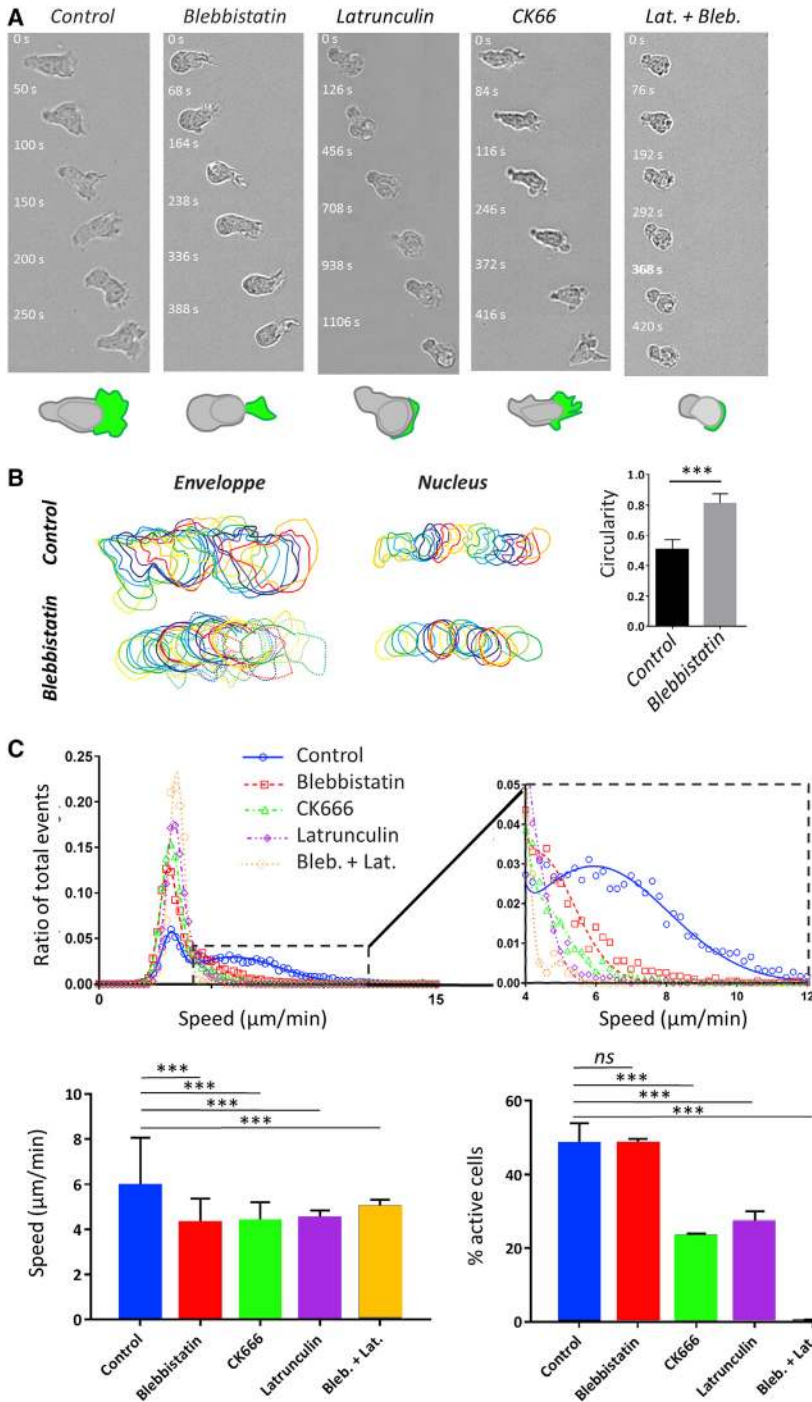 A
Control Blebbistatin Latrunculin CK66 Lat. + Bleb.
0 s 0 s 0 s 0 s 0 s
50 s 68 s 126 s 84 s 76 s
100 s 164 s 456 s 116 s 192 s
150 s 238 s 708 s 246 s 292 s
200 s 336 s 938 s 372 s 368 s
250 s 388 s 1106 s 416 s 420 s
B
Enveloppe Nucleus
Control
Blebbistatin
***
Circularity
1.0
0.8
0.6
0.4
0.2
0.0
Control Blebbistatin
C
Ratio of total events
0.25
0.20
0.15
0.10
0.05
0.00
0 15
Speed (µm/min)
Control
Blebbistatin
CK666
Latrunculin
Bleb. + Lat.
0.05
0.04
0.03
0.02
0.01
0.00
4 6 8 10 12
Speed (µm/min)
***
***
***
***
Speed (µm/min)
10
8
6
4
2
0
Control Blebbistatin CK666 Latrunculin Bleb. + Lat.
ns
***
***
***
% active cells
60
40
20
0
Control Blebbistatin CK666 Latrunculin Bleb. + Lat.